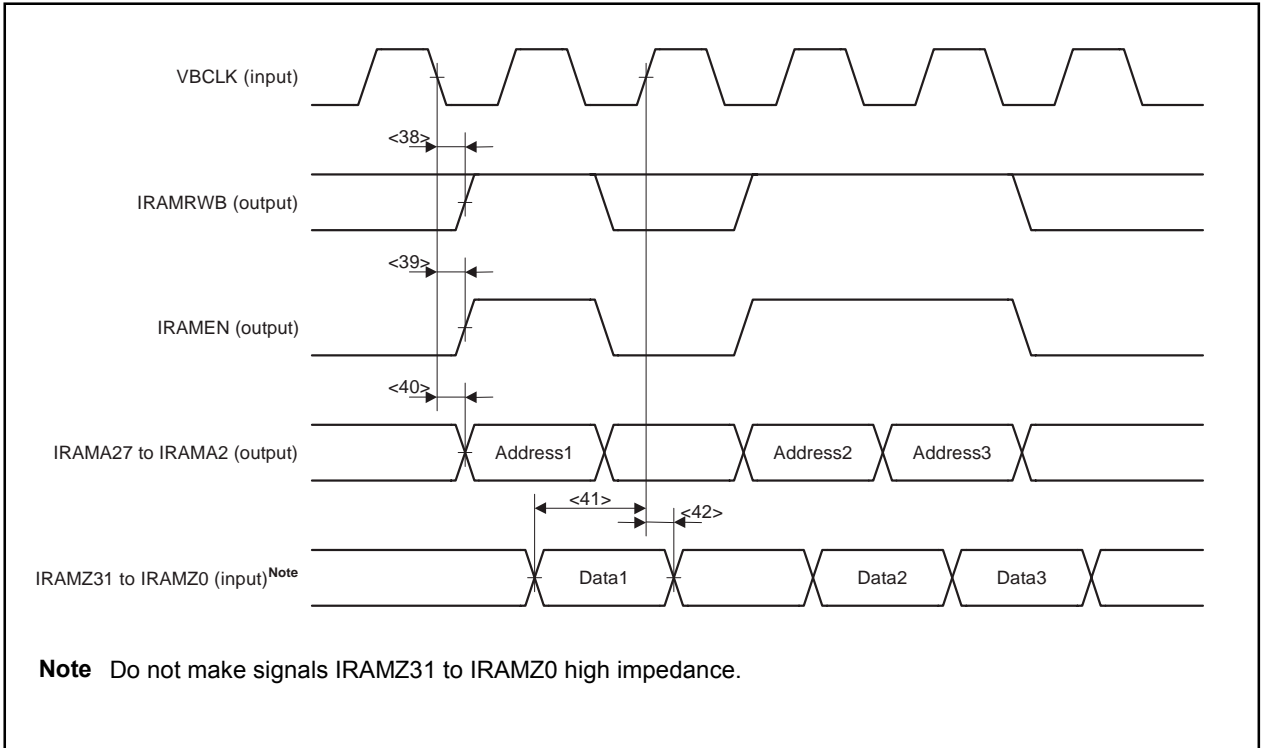 VBCLK (input)
<38>
IRAMRWB (output)
<39>
IRAMEN (output)
<40>
IRAMA27 to IRAMA2 (output)
Address1
Address2
Address3
<41>
<42>
IRAMZ31 to IRAMZ0 (input)Note
Data1
Data2
Data3
Note Do not make signals IRAMZ31 to IRAMZ0 high impedance.